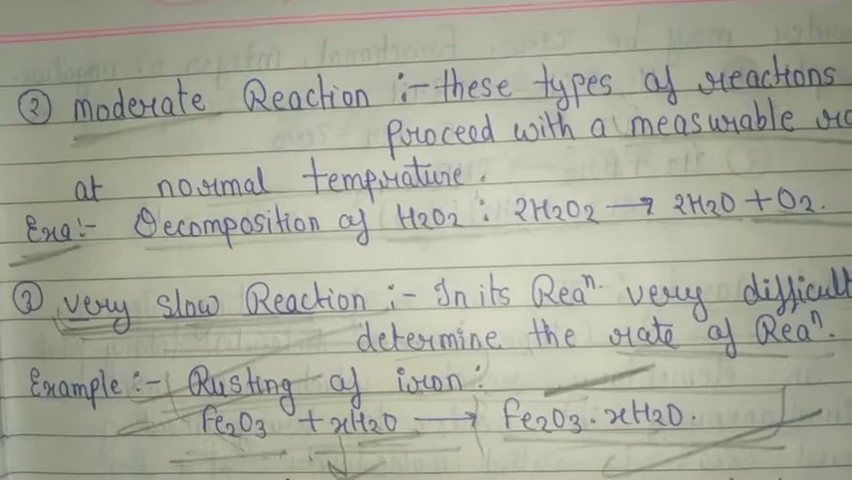 ② moderate Reaction :- these types of reactions
proceed with a measurable ra
at normal temprature.
Exa:- Decomposition of H2O2 : 2H2O2 → 2H2O + O2.
③ very slow Reaction :- In its Reaⁿ. very difficult
determine the rate of Reaⁿ.
Example :- Rusting of iron :
Fe2O3 + xH2O → Fe2O3·xH2O.